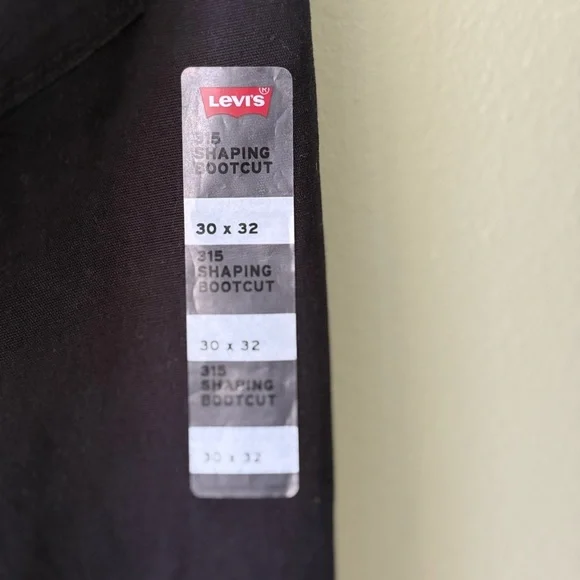 LEVI'S®
315
SHAPING
BOOTCUT
30 x 32
315
SHAPING
BOOTCUT
30 x 32
315
SHAPING
BOOTCUT
30 x 32